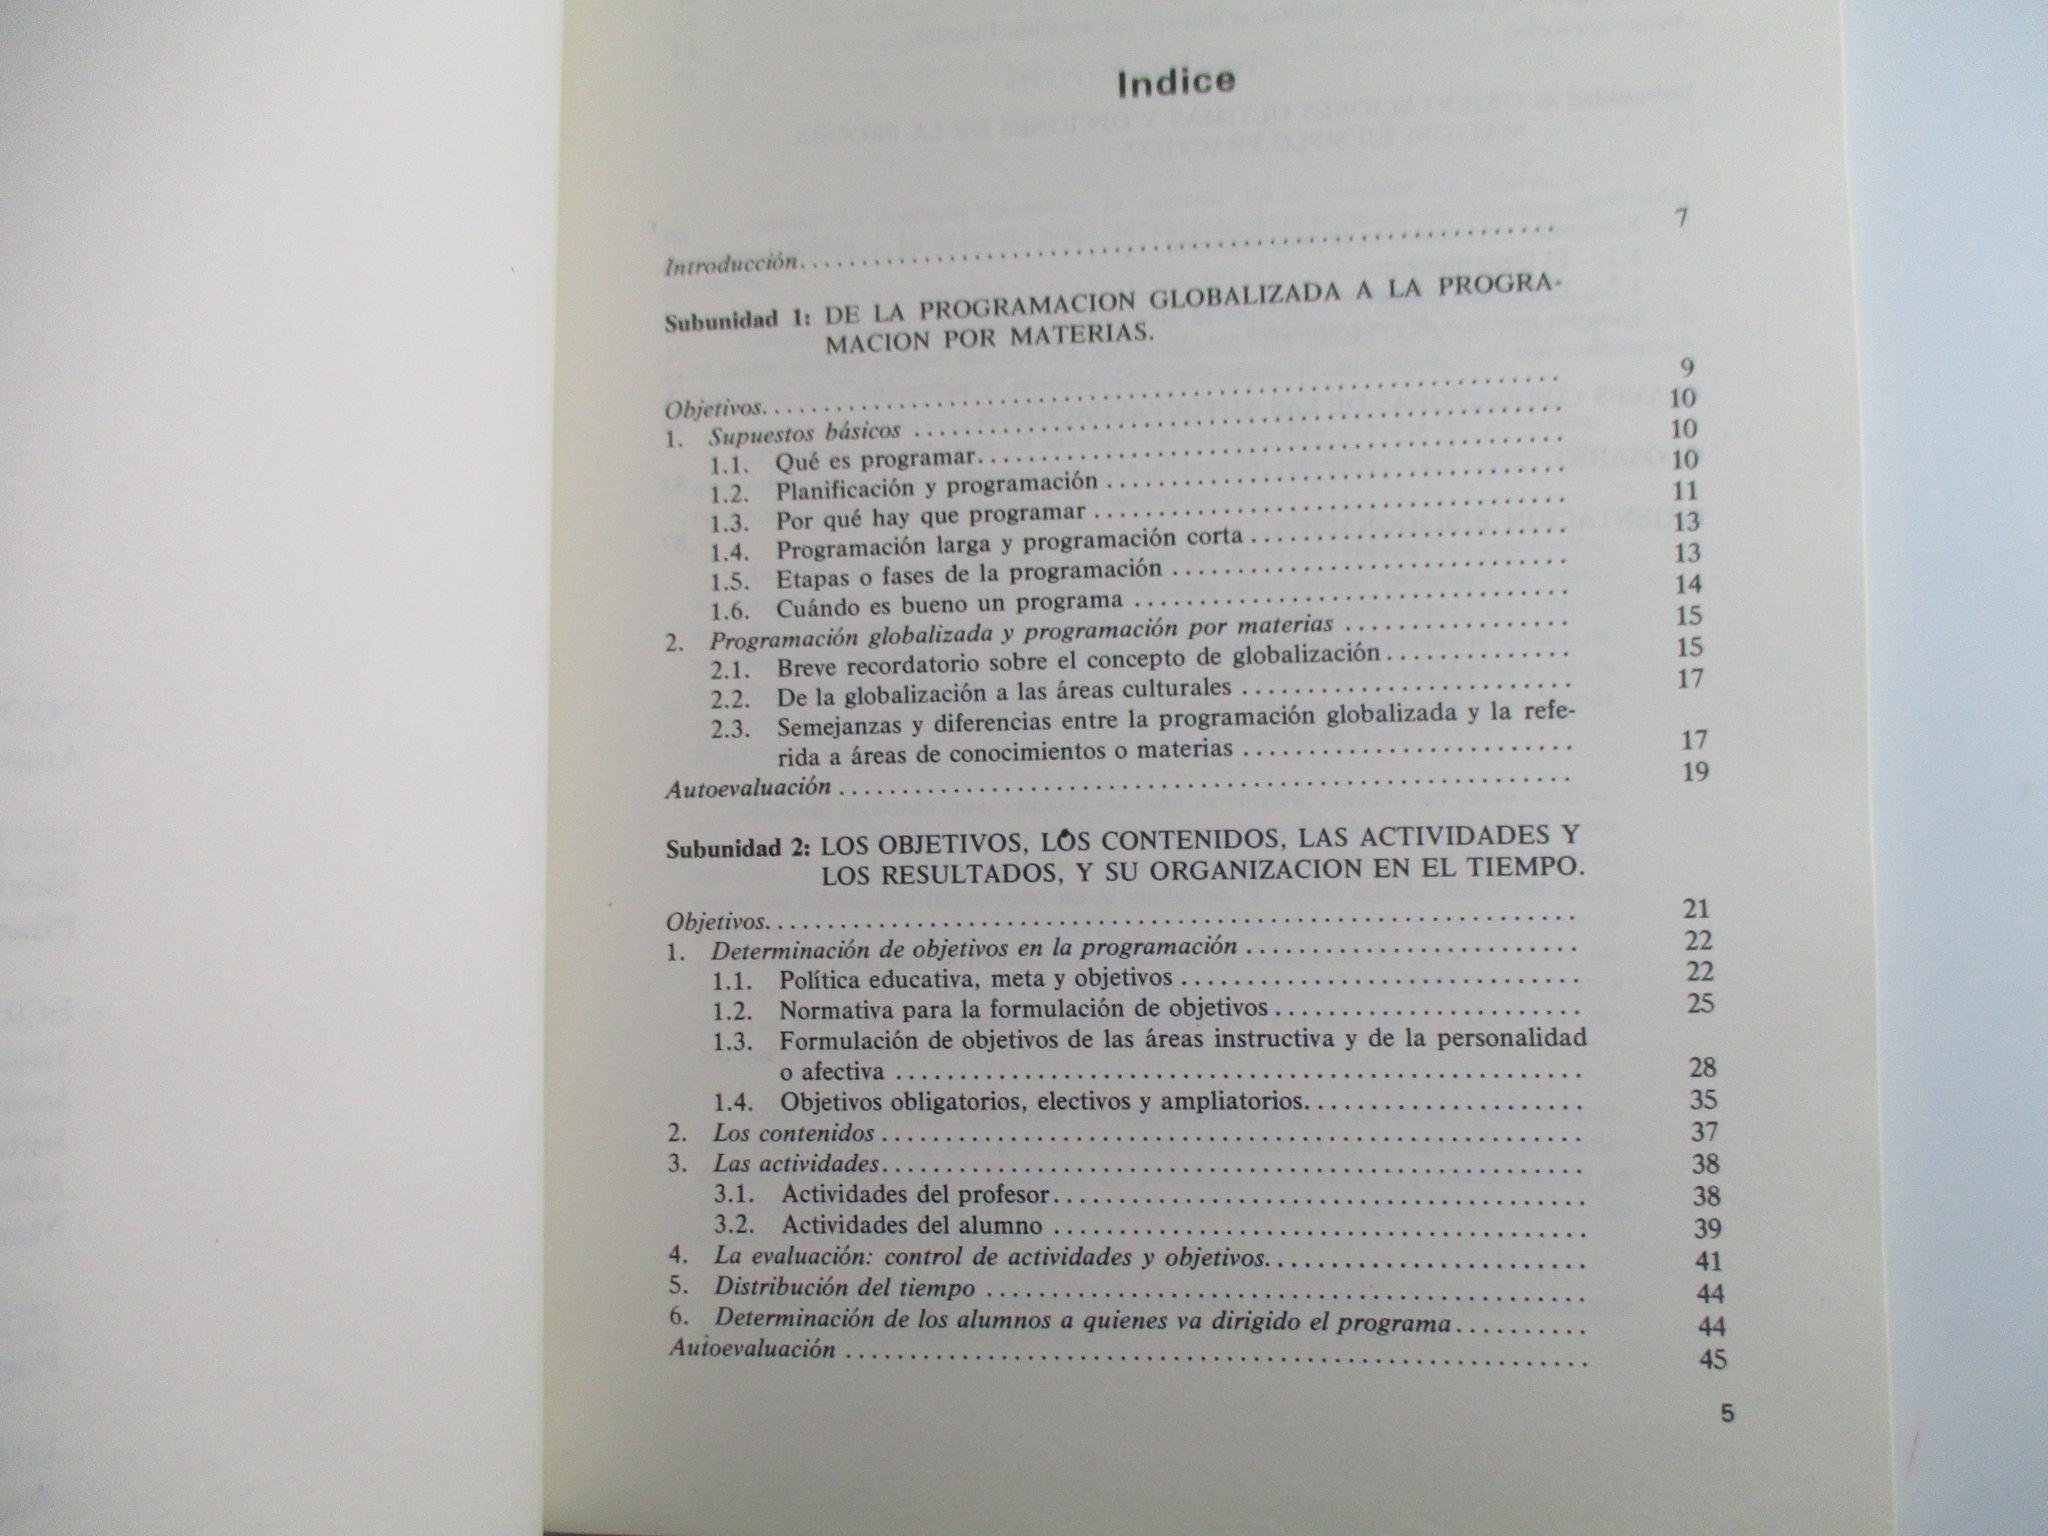 Indice
Introducción. . . . . . . . . . . . . . . . . . . . . . . . . . . . . . . . . . . . . . . . . . . . . . . . . . . . . . . . . . . 7
Subunidad 1: DE LA PROGRAMACION GLOBALIZADA A LA PROGRA-
MACION POR MATERIAS.
Objetivos. . . . . . . . . . . . . . . . . . . . . . . . . . . . . . . . . . . . . . . . . . . . . . . . . . . . . . . . . . . . . 9
1. Supuestos básicos . . . . . . . . . . . . . . . . . . . . . . . . . . . . . . . . . . . . . . . . . . . . . . . . . . 10
1.1. Qué es programar. . . . . . . . . . . . . . . . . . . . . . . . . . . . . . . . . . . . . . . . . . . . . . 10
1.2. Planificación y programación . . . . . . . . . . . . . . . . . . . . . . . . . . . . . . . . . . . 10
1.3. Por qué hay que programar . . . . . . . . . . . . . . . . . . . . . . . . . . . . . . . . . . . . . 11
1.4. Programación larga y programación corta . . . . . . . . . . . . . . . . . . . . . . . . 13
1.5. Etapas o fases de la programación . . . . . . . . . . . . . . . . . . . . . . . . . . . . . . . 13
1.6. Cuándo es bueno un programa . . . . . . . . . . . . . . . . . . . . . . . . . . . . . . . . . . 14
2. Programación globalizada y programación por materias . . . . . . . . . . . . . . . . . 15
2.1. Breve recordatorio sobre el concepto de globalización . . . . . . . . . . . . . . 15
2.2. De la globalización a las áreas culturales . . . . . . . . . . . . . . . . . . . . . . . . . . 17
2.3. Semejanzas y diferencias entre la programación globalizada y la refe-
rida a áreas de conocimientos o materias . . . . . . . . . . . . . . . . . . . . . . . . . . 17
Autoevaluación . . . . . . . . . . . . . . . . . . . . . . . . . . . . . . . . . . . . . . . . . . . . . . . . . . . . . . . . . 19
Subunidad 2: LOS OBJETIVOS, LOS CONTENIDOS, LAS ACTIVIDADES Y
LOS RESULTADOS, Y SU ORGANIZACION EN EL TIEMPO.
Objetivos. . . . . . . . . . . . . . . . . . . . . . . . . . . . . . . . . . . . . . . . . . . . . . . . . . . . . . . . . . . . . . . 21
1. Determinación de objetivos en la programación . . . . . . . . . . . . . . . . . . . . . . . . . . 22
1.1. Política educativa, meta y objetivos . . . . . . . . . . . . . . . . . . . . . . . . . . . . . . . 22
1.2. Normativa para la formulación de objetivos . . . . . . . . . . . . . . . . . . . . . . . . 25
1.3. Formulación de objetivos de las áreas instructiva y de la personalidad
o afectiva . . . . . . . . . . . . . . . . . . . . . . . . . . . . . . . . . . . . . . . . . . . . . . . . . . . . . 28
1.4. Objetivos obligatorios, electivos y ampliatorios. . . . . . . . . . . . . . . . . . . . . . 35
2. Los contenidos . . . . . . . . . . . . . . . . . . . . . . . . . . . . . . . . . . . . . . . . . . . . . . . . . . . . . . 37
3. Las actividades. . . . . . . . . . . . . . . . . . . . . . . . . . . . . . . . . . . . . . . . . . . . . . . . . . . . . . 38
3.1. Actividades del profesor. . . . . . . . . . . . . . . . . . . . . . . . . . . . . . . . . . . . . . . . . . 38
3.2. Actividades del alumno . . . . . . . . . . . . . . . . . . . . . . . . . . . . . . . . . . . . . . . . . . 39
4. La evaluación: control de actividades y objetivos. . . . . . . . . . . . . . . . . . . . . . . . . 41
5. Distribución del tiempo . . . . . . . . . . . . . . . . . . . . . . . . . . . . . . . . . . . . . . . . . . . . . . 44
6. Determinación de los alumnos a quienes va dirigido el programa . . . . . . . . . . . 44
Autoevaluación . . . . . . . . . . . . . . . . . . . . . . . . . . . . . . . . . . . . . . . . . . . . . . . . . . . . . . . . . . 45
5